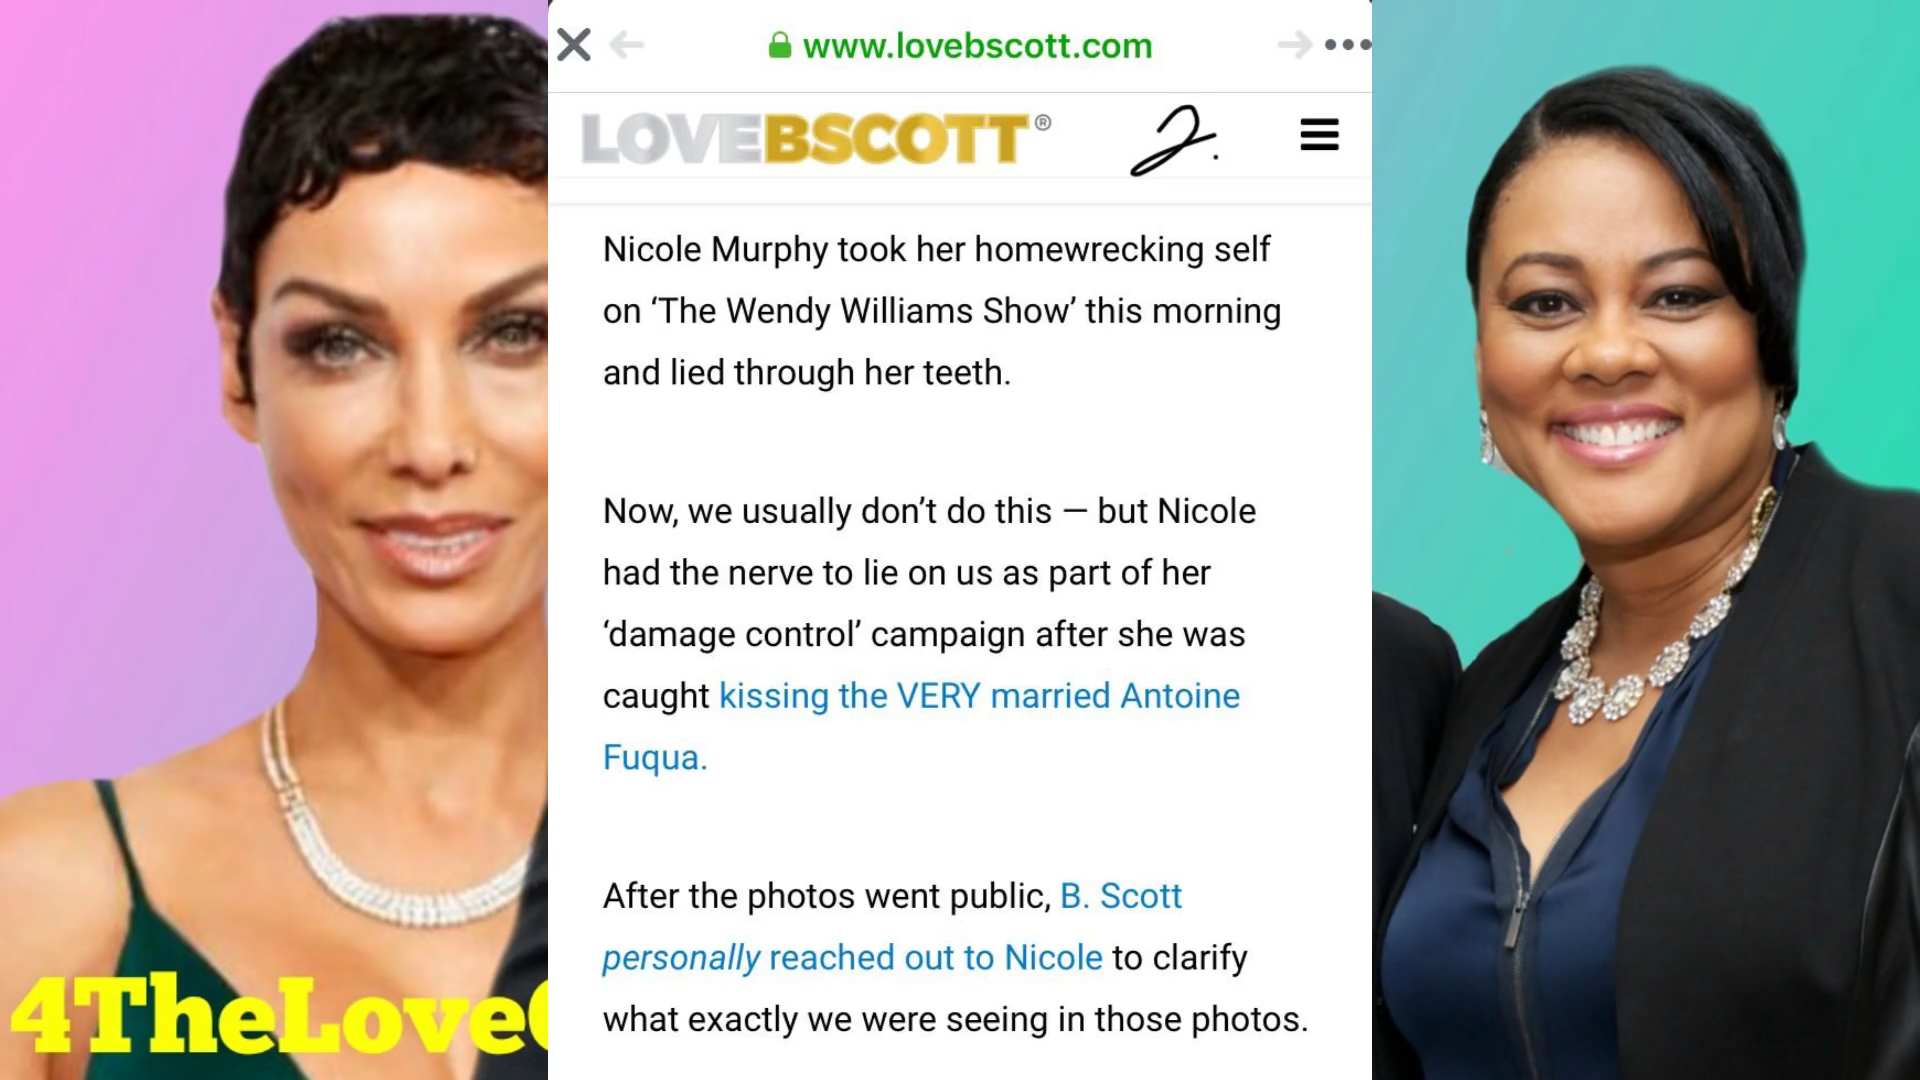 www.lovebscott.com
LOVEBSCOTT®
Nicole Murphy took her homewrecking self
on ‘The Wendy Williams Show’ this morning
and lied through her teeth.
Now, we usually don’t do this — but Nicole
had the nerve to lie on us as part of her
‘damage control’ campaign after she was
caught kissing the VERY married Antoine
Fuqua.
After the photos went public, B. Scott
personally reached out to Nicole to clarify
what exactly we were seeing in those photos.
4TheLove